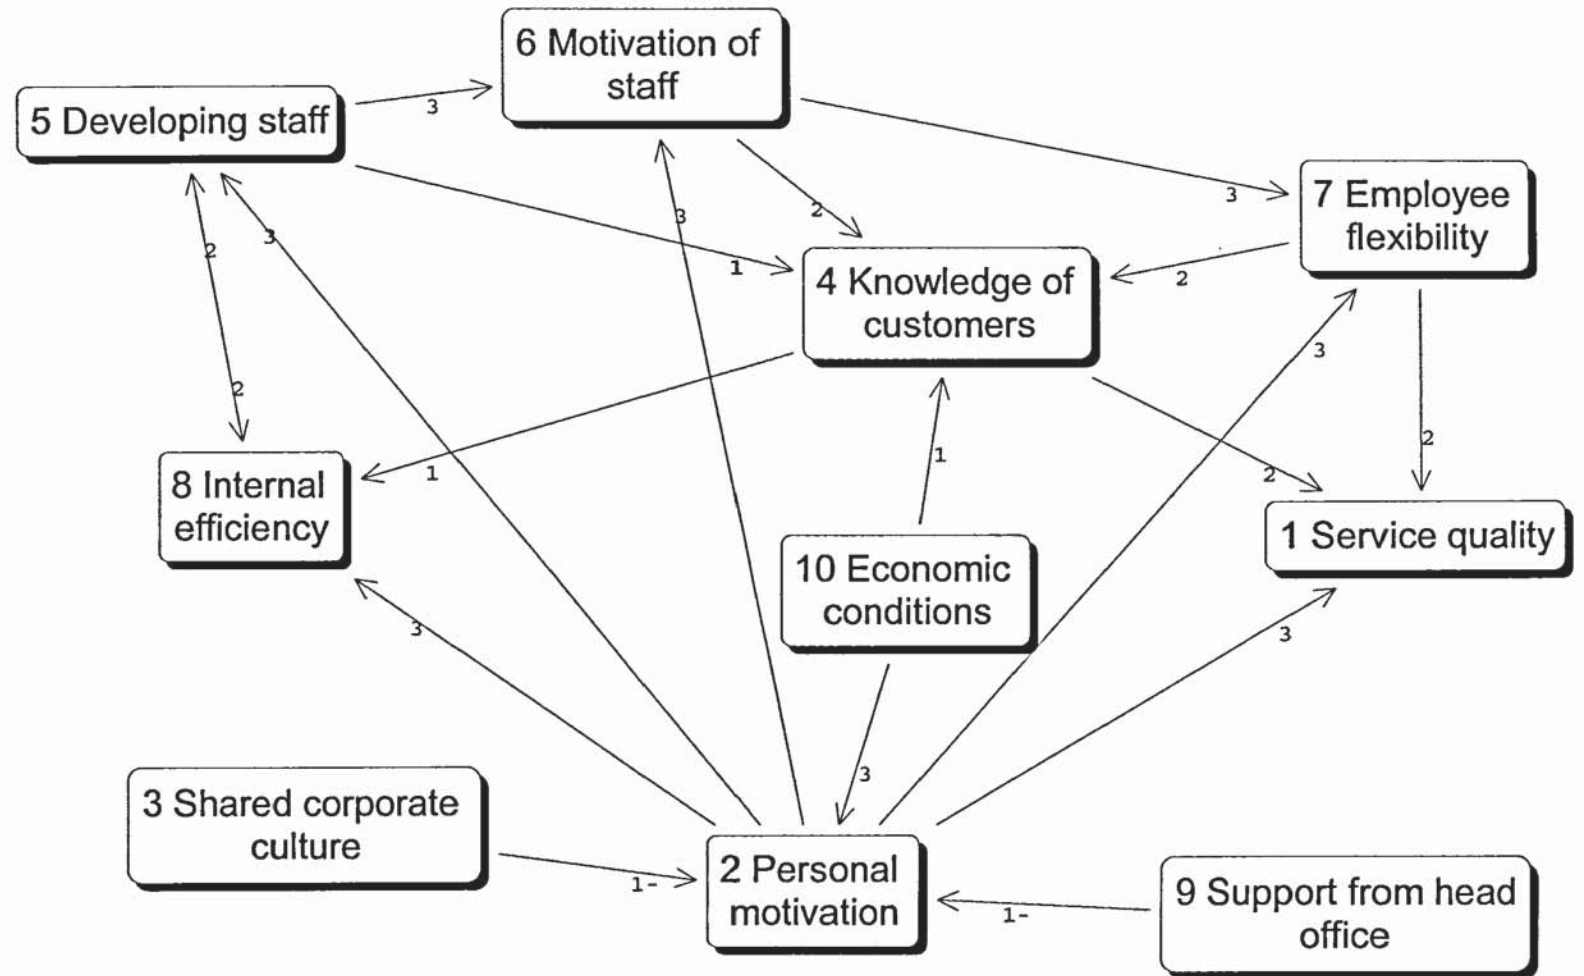 6 Motivation of
staff
5 Developing staff
3
7 Employee
flexibility
3
3
2
2
3
1
2
4 Knowledge of
customers
3
2
1
1
2
2
8 Internal
efficiency
1 Service quality
10 Economic
conditions
3
3
3
3 Shared corporate
culture
1-
2 Personal
motivation
1-
9 Support from head
office